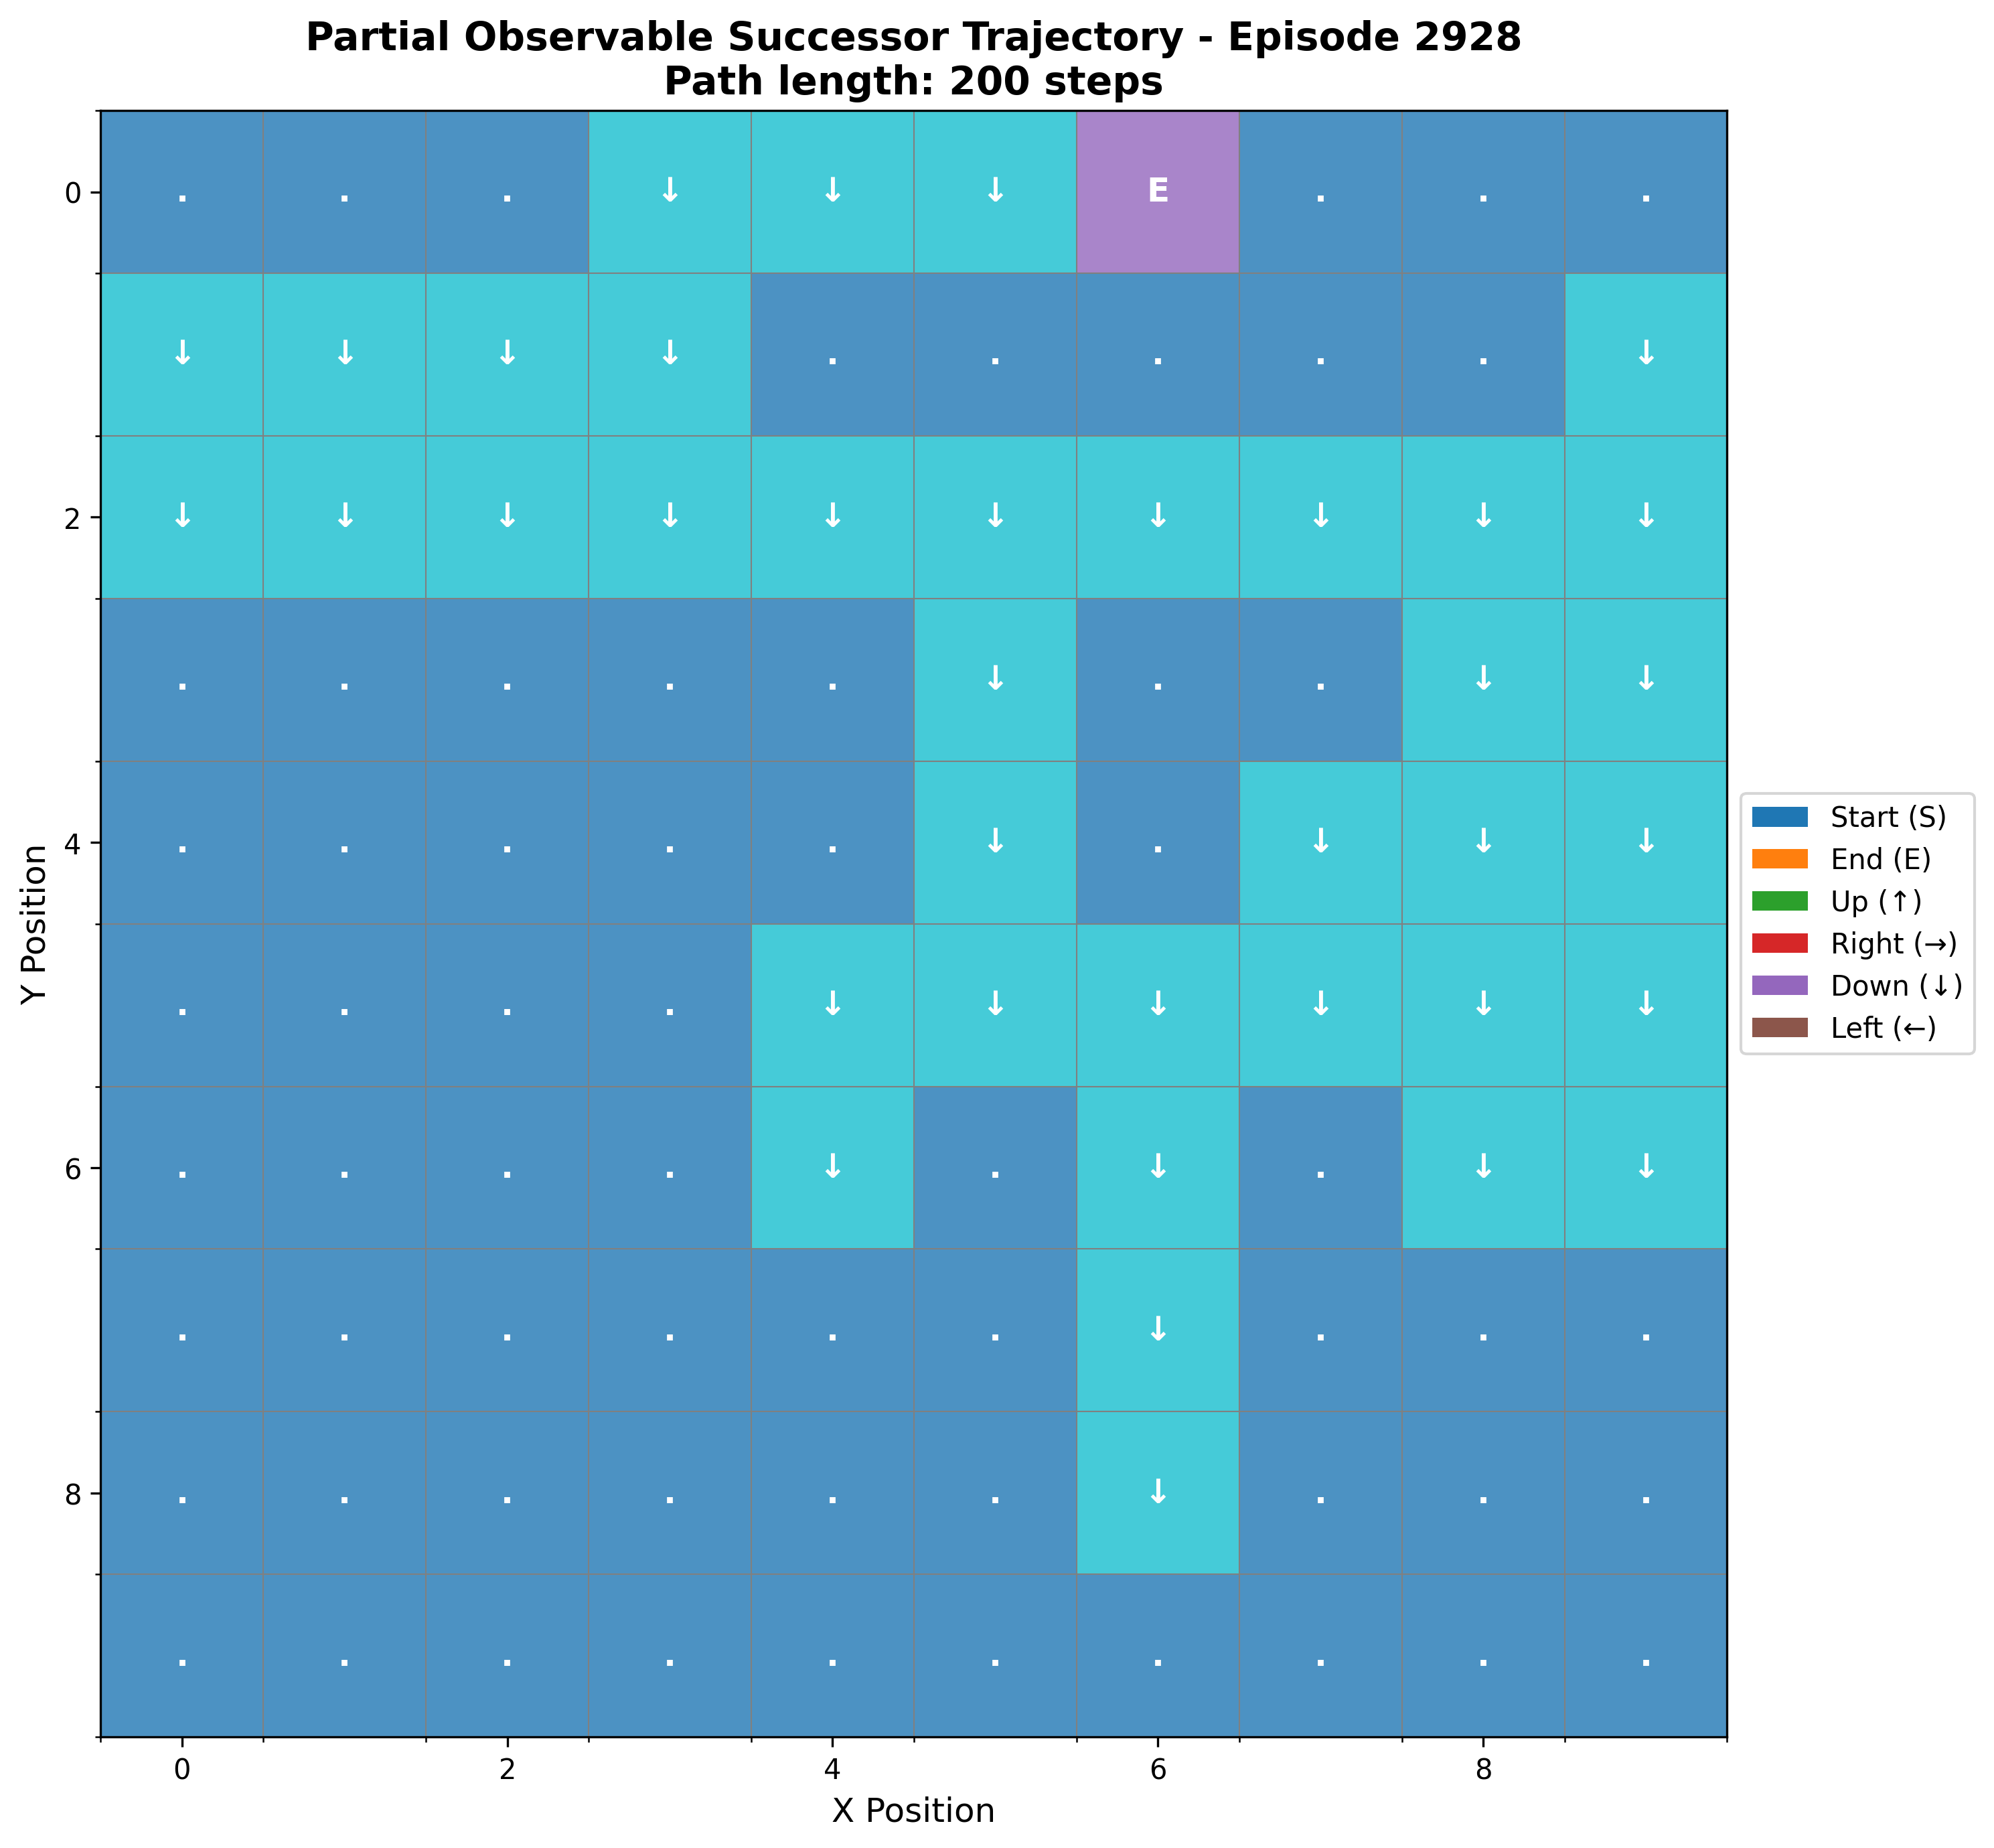 Partial Observable Successor Trajectory - Episode 2928
Path length: 200 steps
0 . . . ↓ ↓ ↓ E . . .
↓ ↓ ↓ ↓ . . . . . ↓
2 ↓ ↓ ↓ ↓ ↓ ↓ ↓ ↓ ↓ ↓
. . . . . ↓ . . ↓ ↓
4 . . . . . ↓ . ↓ ↓ ↓
. . . . ↓ ↓ ↓ ↓ ↓ ↓
6 . . . . ↓ . ↓ . ↓ ↓
. . . . . . ↓ . . .
8 . . . . . . ↓ . . .
. . . . . . . . . .
0 2 4 6 8
X Position
Y Position
Start (S)
End (E)
Up (↑)
Right (→)
Down (↓)
Left (←)